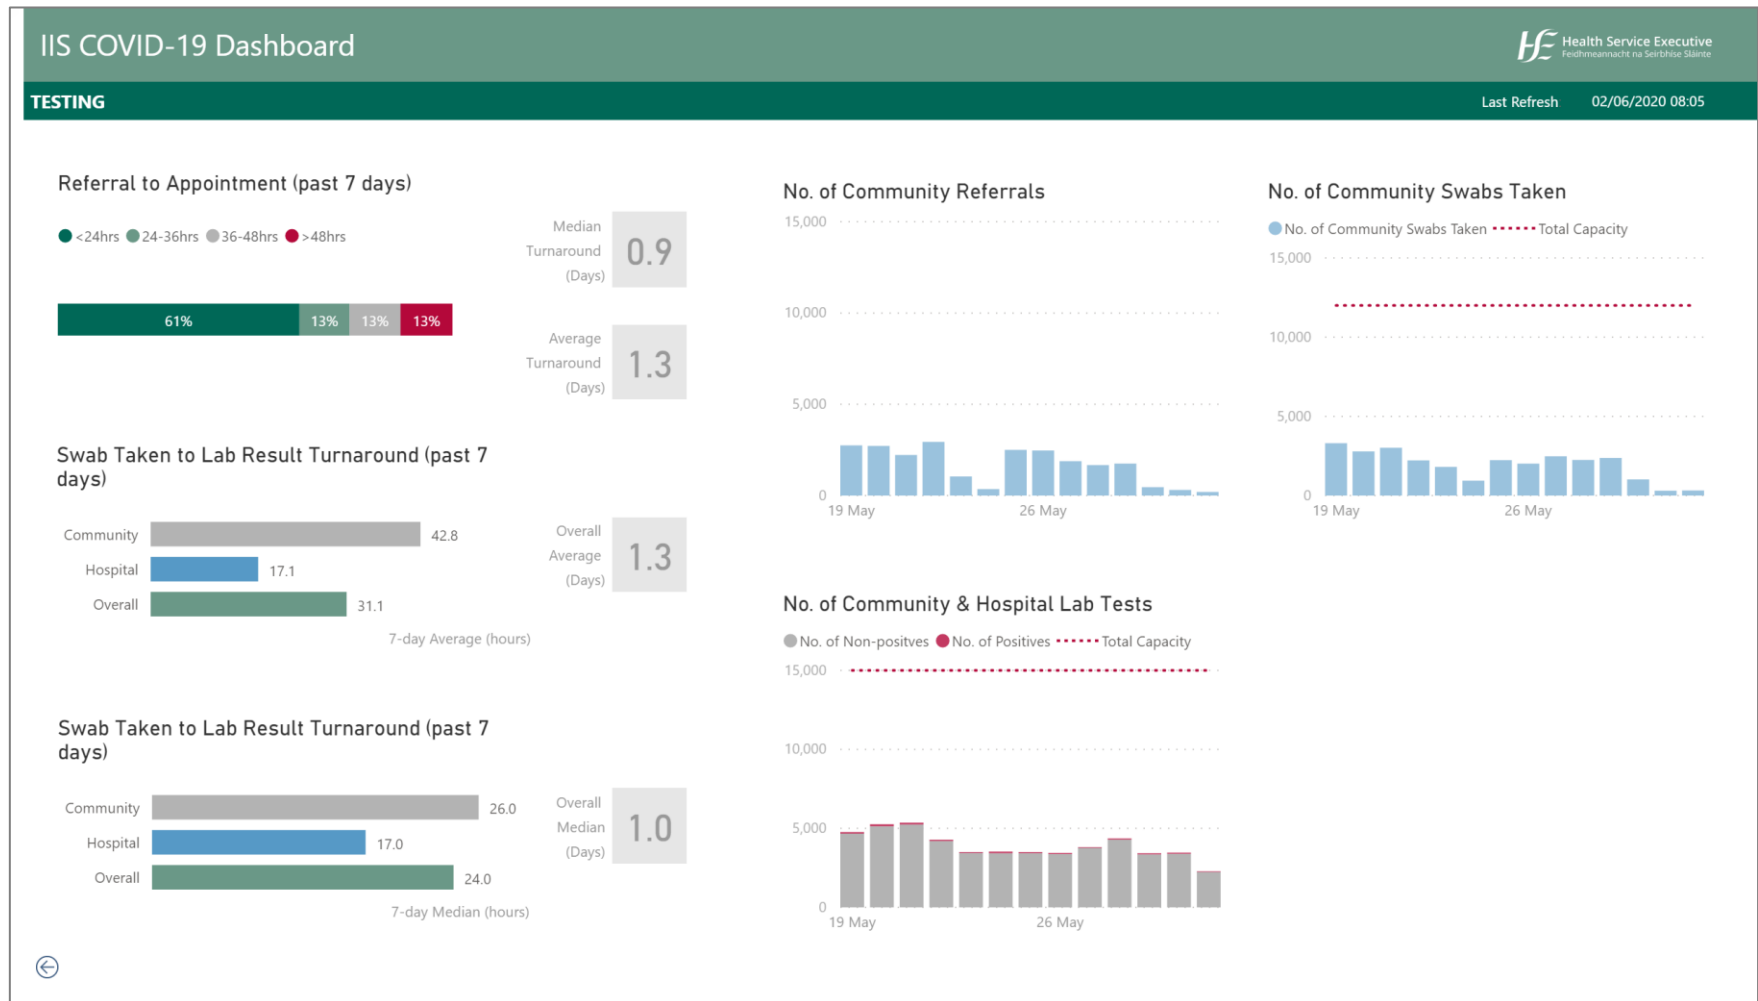 IIS COVID-19 Dashboard
Health Service Executive
Feidhmeannacht na Seirbhíse Sláinte
TESTING
Last Refresh 02/06/2020 08:05
Referral to Appointment (past 7 days)
<24hrs 24-36hrs 36-48hrs >48hrs
61% 13% 13% 13%
Median
Turnaround
(Days)
0.9
Average
Turnaround
(Days)
1.3
Swab Taken to Lab Result Turnaround (past 7
days)
Community 42.8
Hospital 17.1
Overall 31.1
7-day Average (hours)
Overall
Average
(Days)
1.3
Swab Taken to Lab Result Turnaround (past 7
days)
Community 26.0
Hospital 17.0
Overall 24.0
7-day Median (hours)
Overall
Median
(Days)
1.0
No. of Community Referrals
15,000
10,000
5,000
0
19 May 26 May
No. of Community Swabs Taken
No. of Community Swabs Taken Total Capacity
15,000
10,000
5,000
0
19 May 26 May
No. of Community & Hospital Lab Tests
No. of Non-positves No. of Positives Total Capacity
15,000
10,000
5,000
0
19 May 26 May